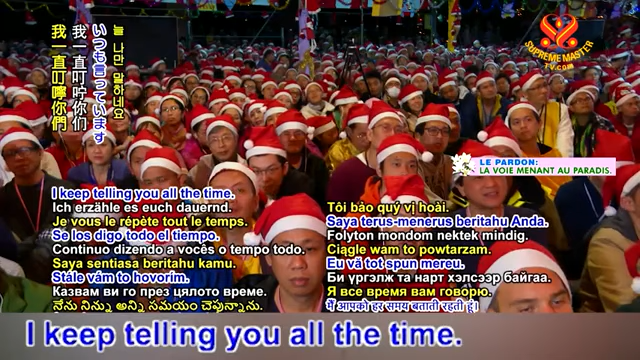 我一直叮嚀你們
我一直叮咛你们
いつも言っています
늘 나만 말하네요
SUPREME MASTER
TV.com
LE PARDON:
LA VOIE MENANT AU PARADIS.
I keep telling you all the time.
Ich erzähle es euch dauernd.
Je vous le répète tout le temps.
Se los digo todo el tiempo.
Continuo dizendo a vocês o tempo todo.
Saya sentiasa beritahu kamu.
Stále vám to hovorím.
Казвам ви го през цялото време.
నేను నిన్ను అన్ని సమయం చెపున్నాను.
Tôi bảo quý vị hoài.
Saya terus-menerus beritahu Anda.
Folyton mondom nektek mindig.
Ciągle wam to powtarzam.
Eu vă tot spun mereu.
Би үргэлж та нарт хэлсээр байгаа.
Я все время вам говорю.
मैं आपको हर समय बताती रहती हूं।
I keep telling you all the time.